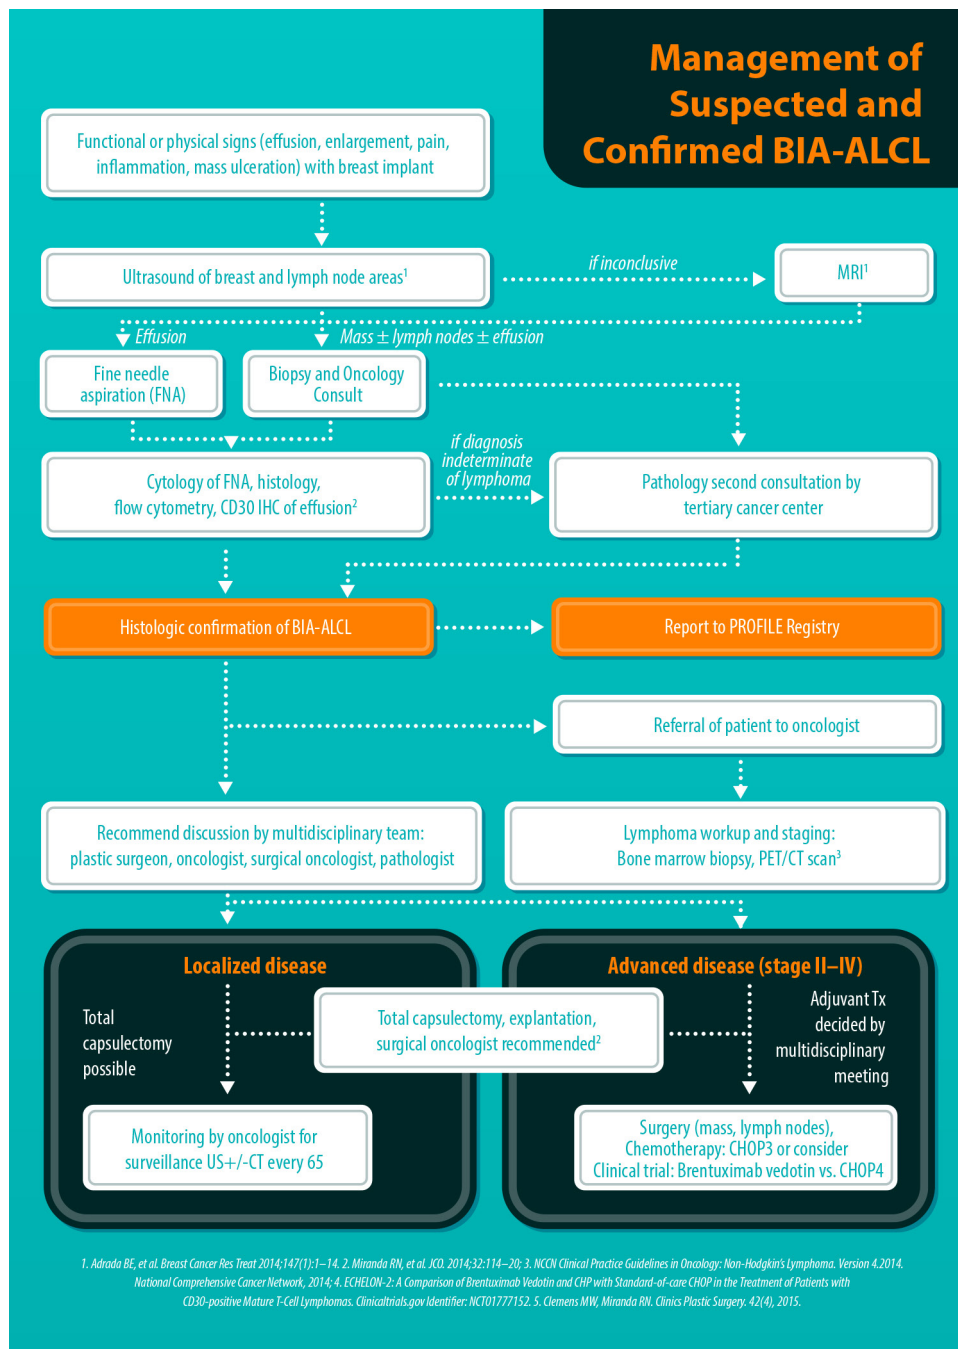 Management of
Suspected and
Confirmed BIA-ALCL
Functional or physical signs (effusion, enlargement, pain,
inflammation, mass ulceration) with breast implant
Ultrasound of breast and lymph node areas¹
if inconclusive
MRI¹
Effusion
Mass ± lymph nodes ± effusion
Fine needle
aspiration (FNA)
Biopsy and Oncology
Consult
Cytology of FNA, histology,
flow cytometry, CD30 IHC of effusion²
if diagnosis
indeterminate
of lymphoma
Pathology second consultation by
tertiary cancer center
Histologic confirmation of BIA-ALCL
Report to PROFILE Registry
Referral of patient to oncologist
Recommend discussion by multidisciplinary team:
plastic surgeon, oncologist, surgical oncologist, pathologist
Lymphoma workup and staging:
Bone marrow biopsy, PET/CT scan³
Localized disease
Total
capsulectomy
possible
Total capsulectomy, explantation,
surgical oncologist recommended²
Monitoring by oncologist for
surveillance US+/-CT every 65
Advanced disease (stage II–IV)
Adjuvant Tx
decided by
multidisciplinary
meeting
Surgery (mass, lymph nodes),
Chemotherapy: CHOP3 or consider
Clinical trial: Brentuximab vedotin vs. CHOP4
1. Adrada BE, et al. Breast Cancer Res Treat 2014;147(1):1–14. 2. Miranda RN, et al. JCO. 2014;32:114–20; 3. NCCN Clinical Practice Guidelines in Oncology: Non-Hodgkin's Lymphoma. Version 4.2014.
National Comprehensive Cancer Network, 2014; 4. ECHELON-2: A Comparison of Brentuximab Vedotin and CHP with Standard-of-care CHOP in the Treatment of Patients with
CD30-positive Mature T-Cell Lymphomas. Clinicaltrials.gov Identifier: NCT01777152. 5. Clemens MW, Miranda RN. Clinics Plastic Surgery. 42(4), 2015.